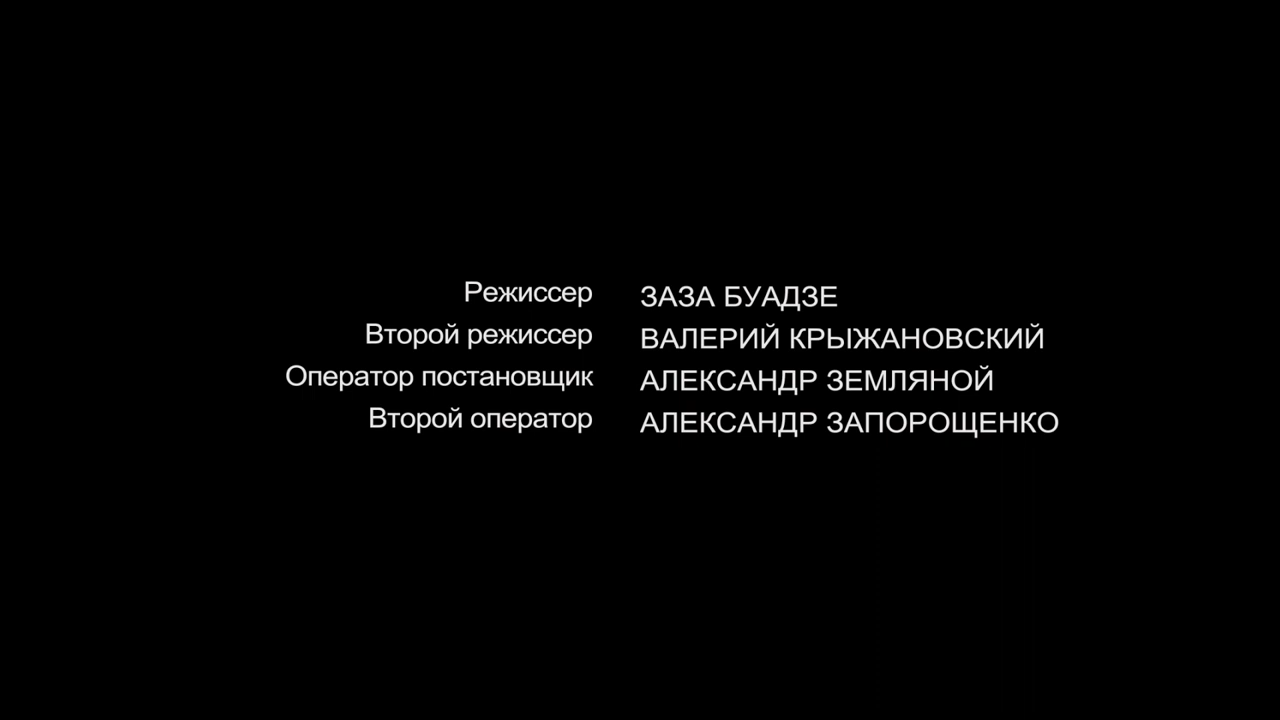 Режиссер ЗАЗА БУАДЗЕ
Второй режиссер ВАЛЕРИЙ КРЫЖАНОВСКИЙ
Оператор постановщик АЛЕКСАНДР ЗЕМЛЯНОЙ
Второй оператор АЛЕКСАНДР ЗАПОРОЩЕНКО